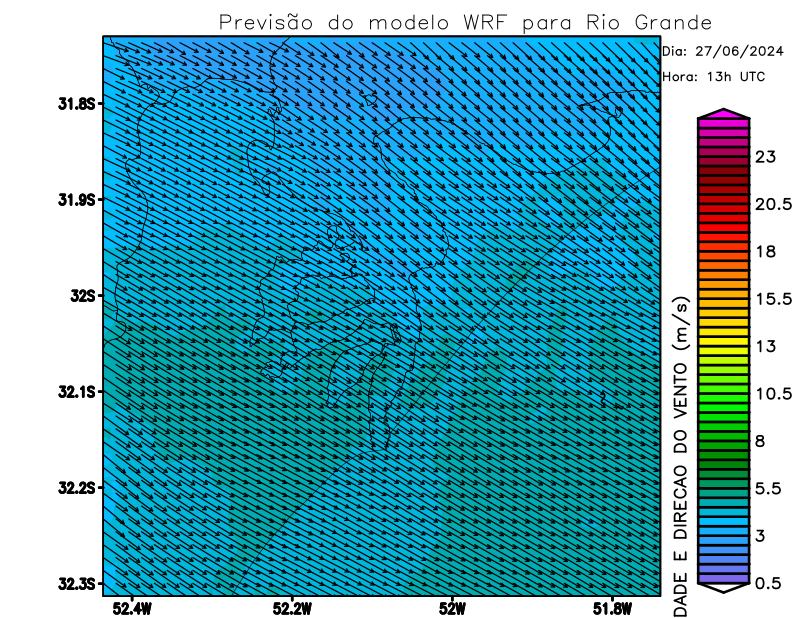 Previsão do modelo WRF para Rio Grande
Dia: 27/06/2024
Hora: 13h UTC
31.8S
31.9S
32S
32.1S
32.2S
32.3S
52.4W
52.2W
52W
51.8W
23
20.5
18
15.5
13
10.5
8
5.5
3
0.5
DADE E DIRECAO DO VENTO (m/s)